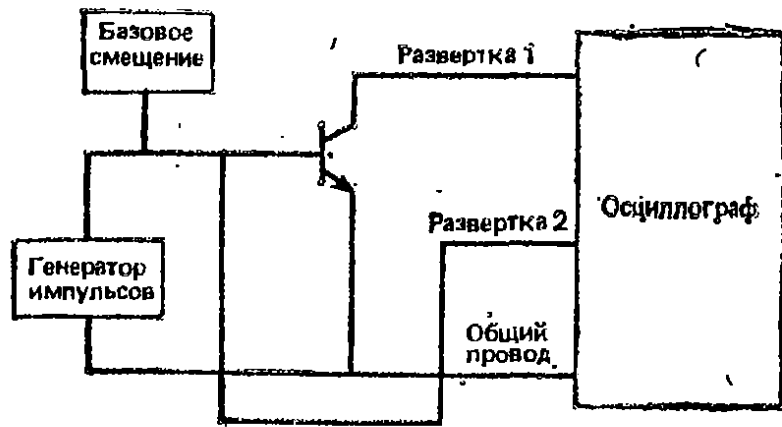 Базовое
смещение
Развертка 1
Развертка 2
Осциллограф
Генератор
импульсов
Общий
провод